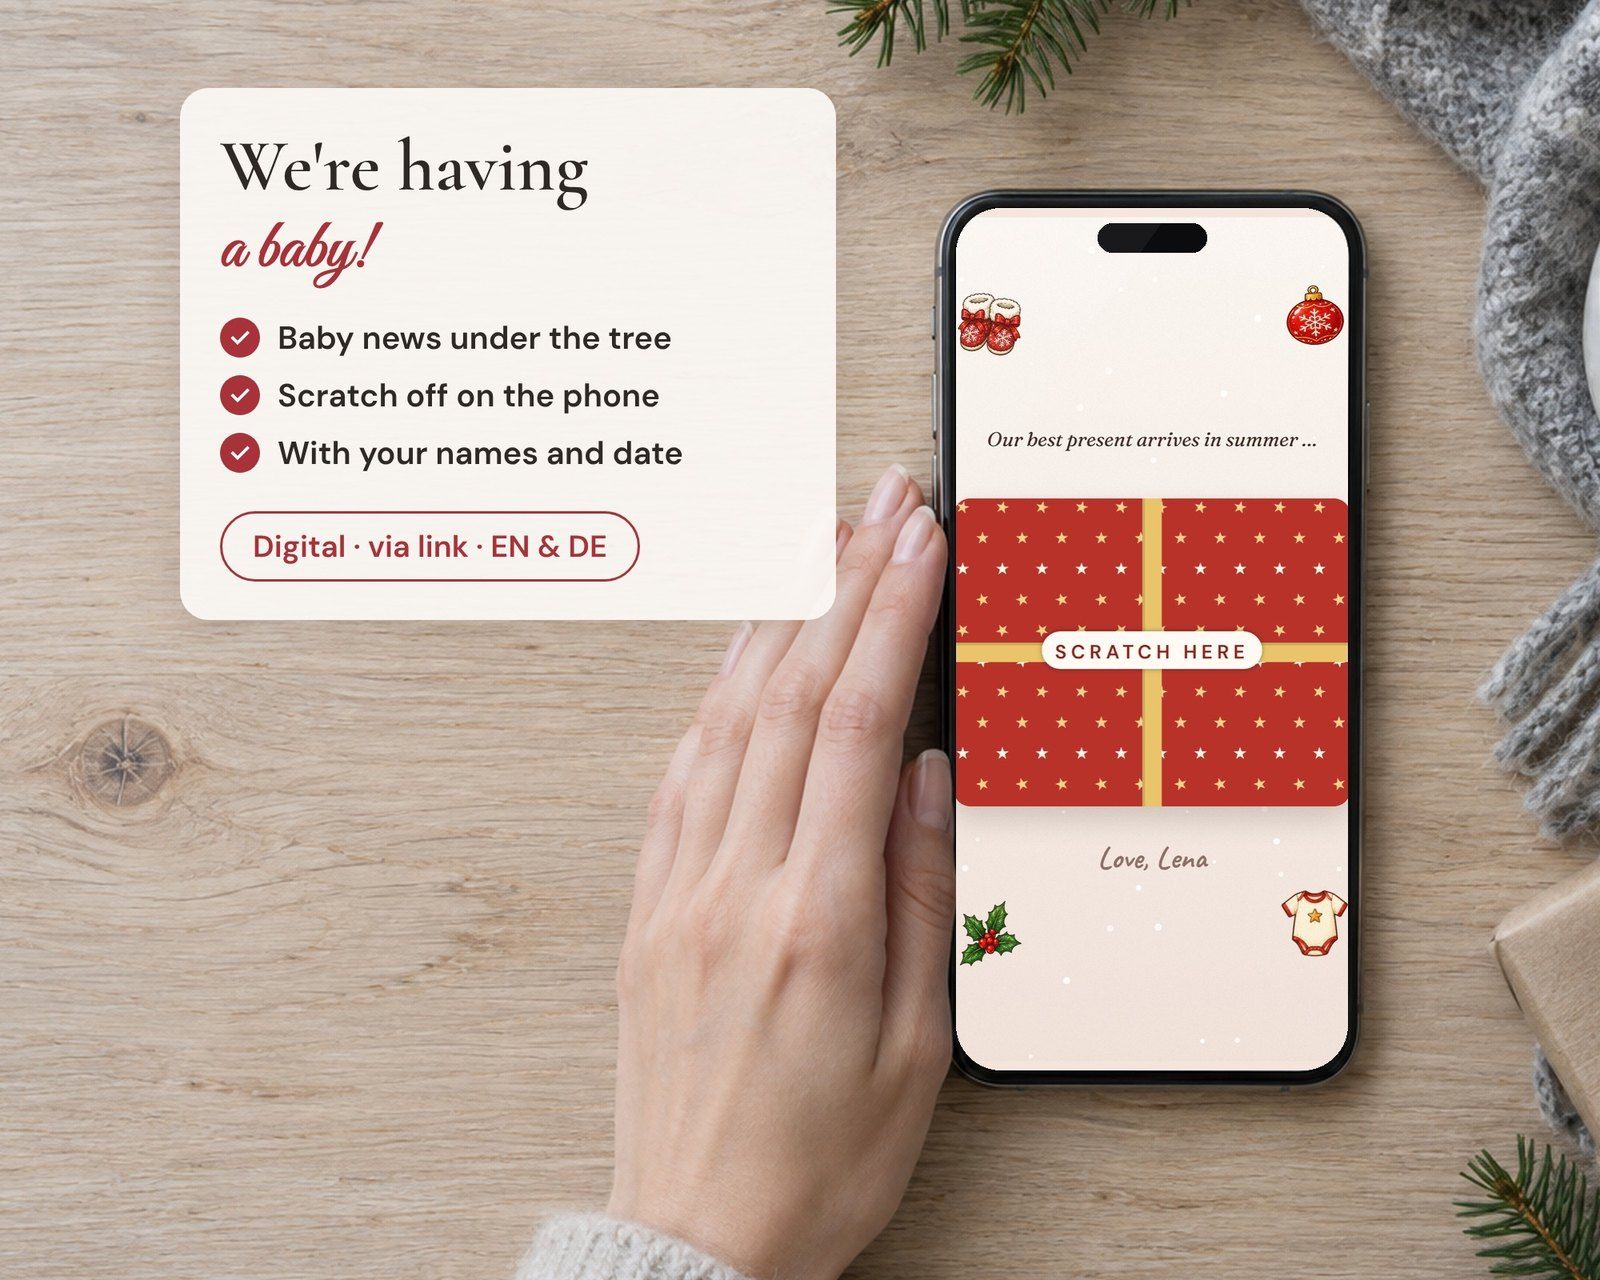 We're having
a baby!
Baby news under the tree
Scratch off on the phone
With your names and date
Digital · via link · EN & DE
Our best present arrives in summer ...
SCRATCH HERE
Love, Lena